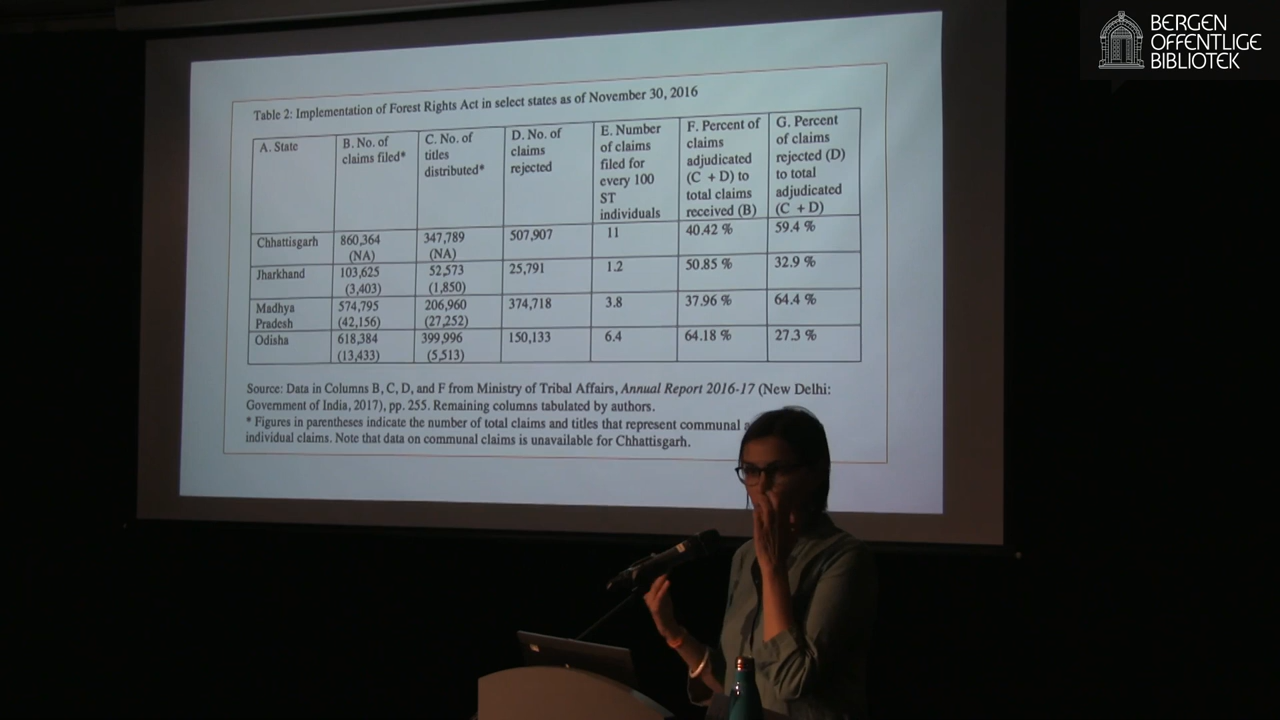 BERGEN
OFFENTLIGE
BIBLIOTEK
Table 2: Implementation of Forest Rights Act in select states as of November 30, 2016
A. State
B. No. of
claims filed*
C. No. of
titles
distributed*
D. No. of
claims
rejected
E. Number
of claims
filed for
every 100
ST
individuals
F. Percent of
claims
adjudicated
(C + D) to
total claims
received (B)
G. Percent
of claims
rejected (D)
to total
adjudicated
(C + D)
Chhattisgarh 860,364 347,789 507,907 11 40.42 % 59.4 %
(NA) (NA)
Jharkhand 103,625 52,573 25,791 1.2 50.85 % 32.9 %
(3,403) (1,850)
Madhya 574,795 206,960 374,718 3.8 37.96 % 64.4 %
Pradesh (42,156) (27,252)
Odisha 618,384 399,996 150,133 6.4 64.18 % 27.3 %
(13,433) (5,513)
Source: Data in Columns B, C, D, and F from Ministry of Tribal Affairs, Annual Report 2016-17 (New Delhi:
Government of India, 2017), pp. 255. Remaining columns tabulated by authors.
* Figures in parentheses indicate the number of total claims and titles that represent communal
individual claims. Note that data on communal claims is unavailable for Chhattisgarh.